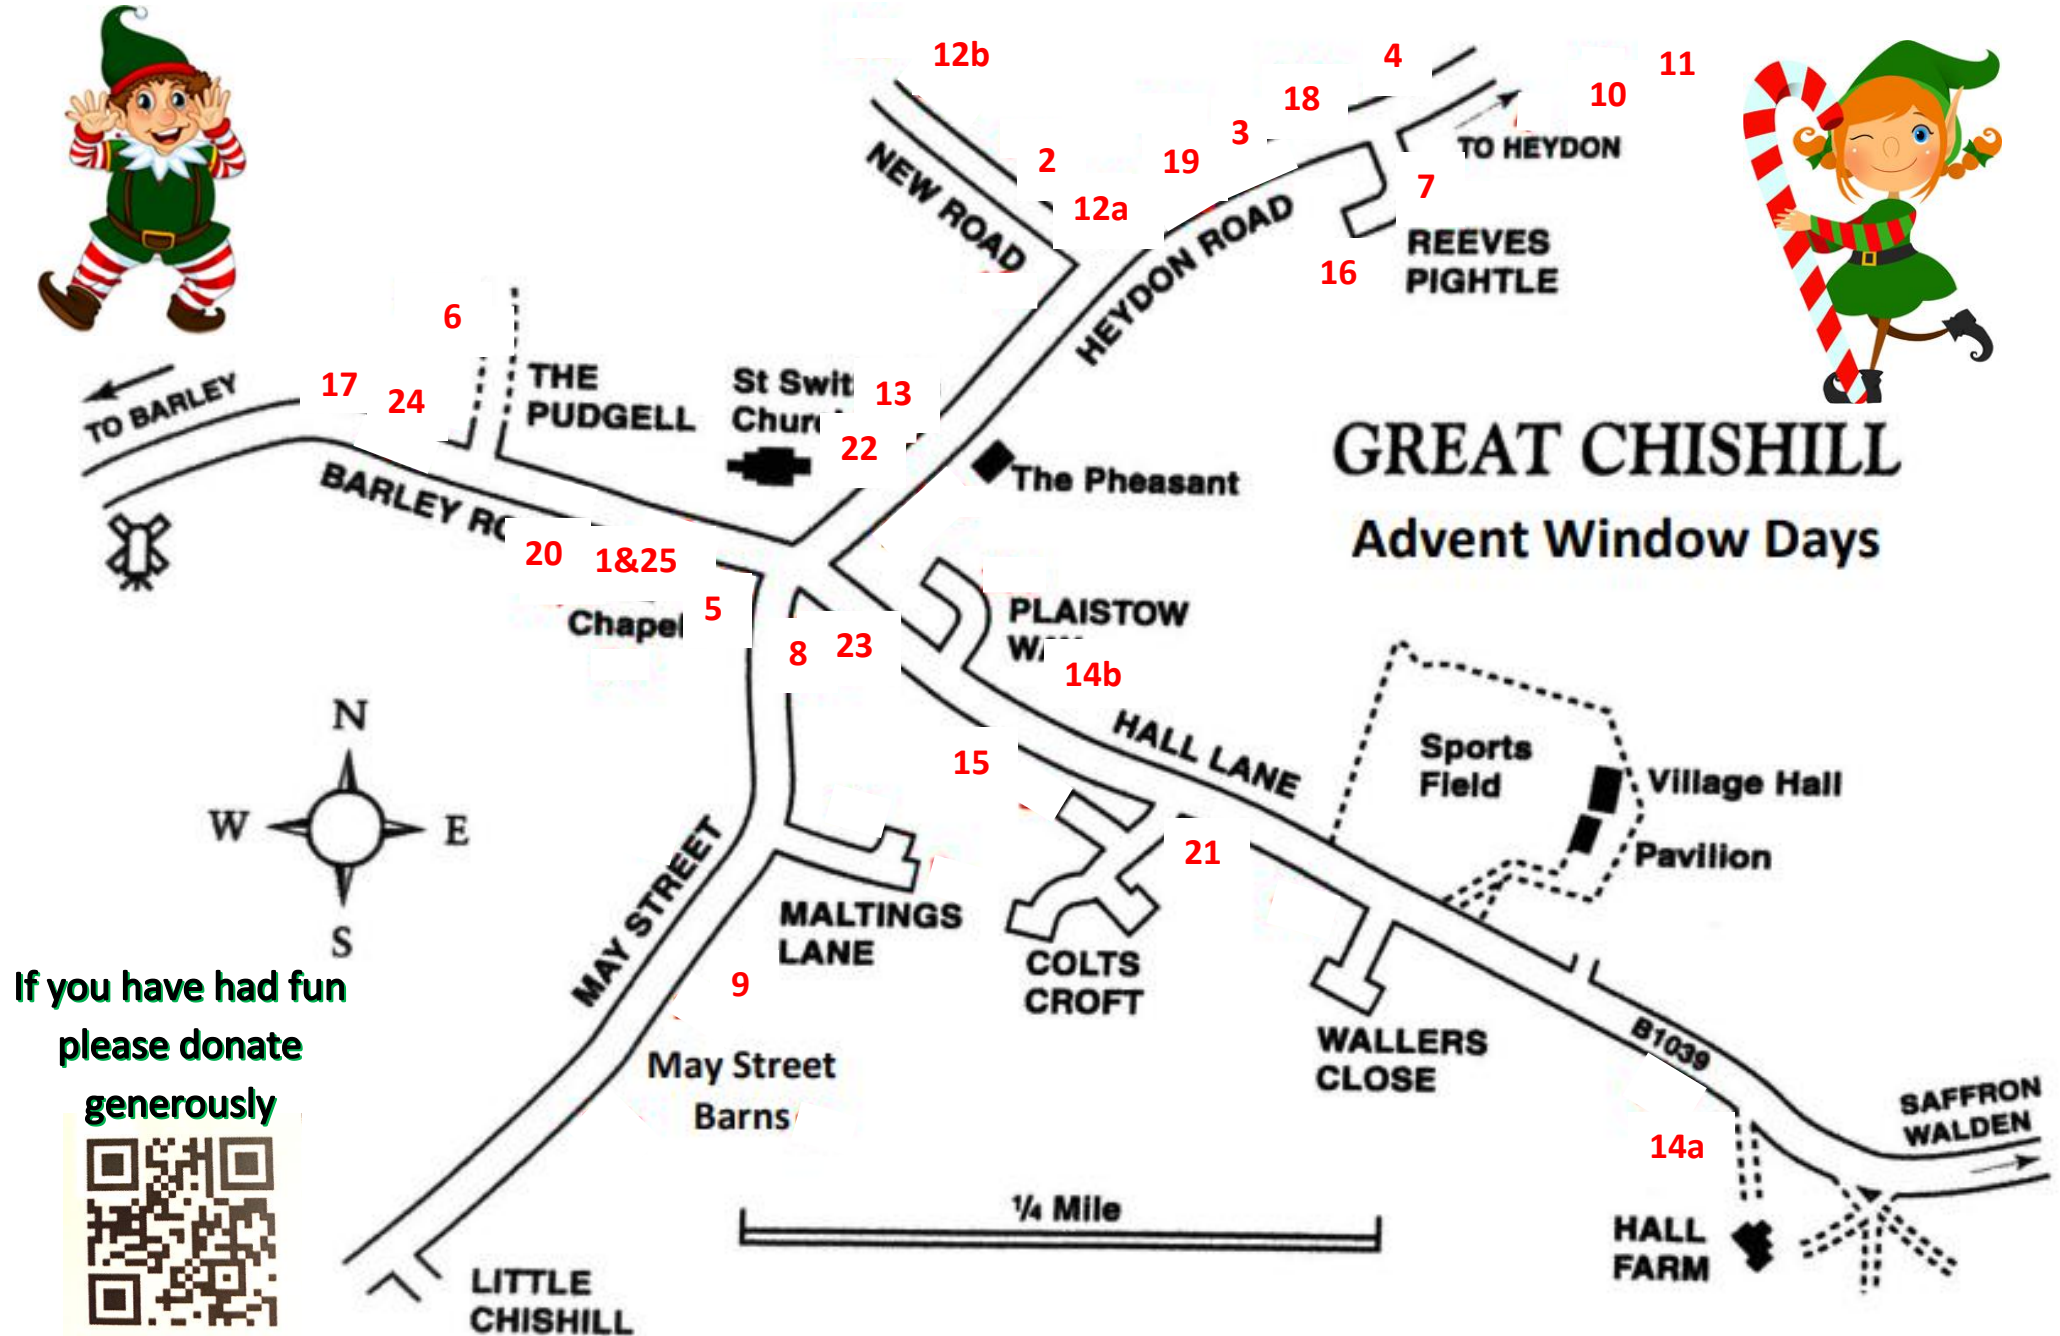 12b
4
11
10
18
3
19
2
12a
7
16
TO HEYDON
NEW ROAD
HEYDON ROAD
REEVES
PIGHTLE
6
17
24
TO BARLEY
THE
PUDGELL
St Swit
Chur
13
22
The Pheasant
GREAT CHISHILL
Advent Window Days
BARLEY RO
20
1&25
5
Chapel
8
23
PLAISTOW
WA
14b
HALL LANE
15
21
Sports
Field
Village Hall
Pavilion
N
W
E
S
MAY STREET
MALTINGS
LANE
COLTS
CROFT
9
May Street
Barns
WALLERS
CLOSE
B1039
SAFFRON
WALDEN
14a
HALL
FARM
If you have had fun
please donate
generously
¼ Mile
LITTLE
CHISHILL